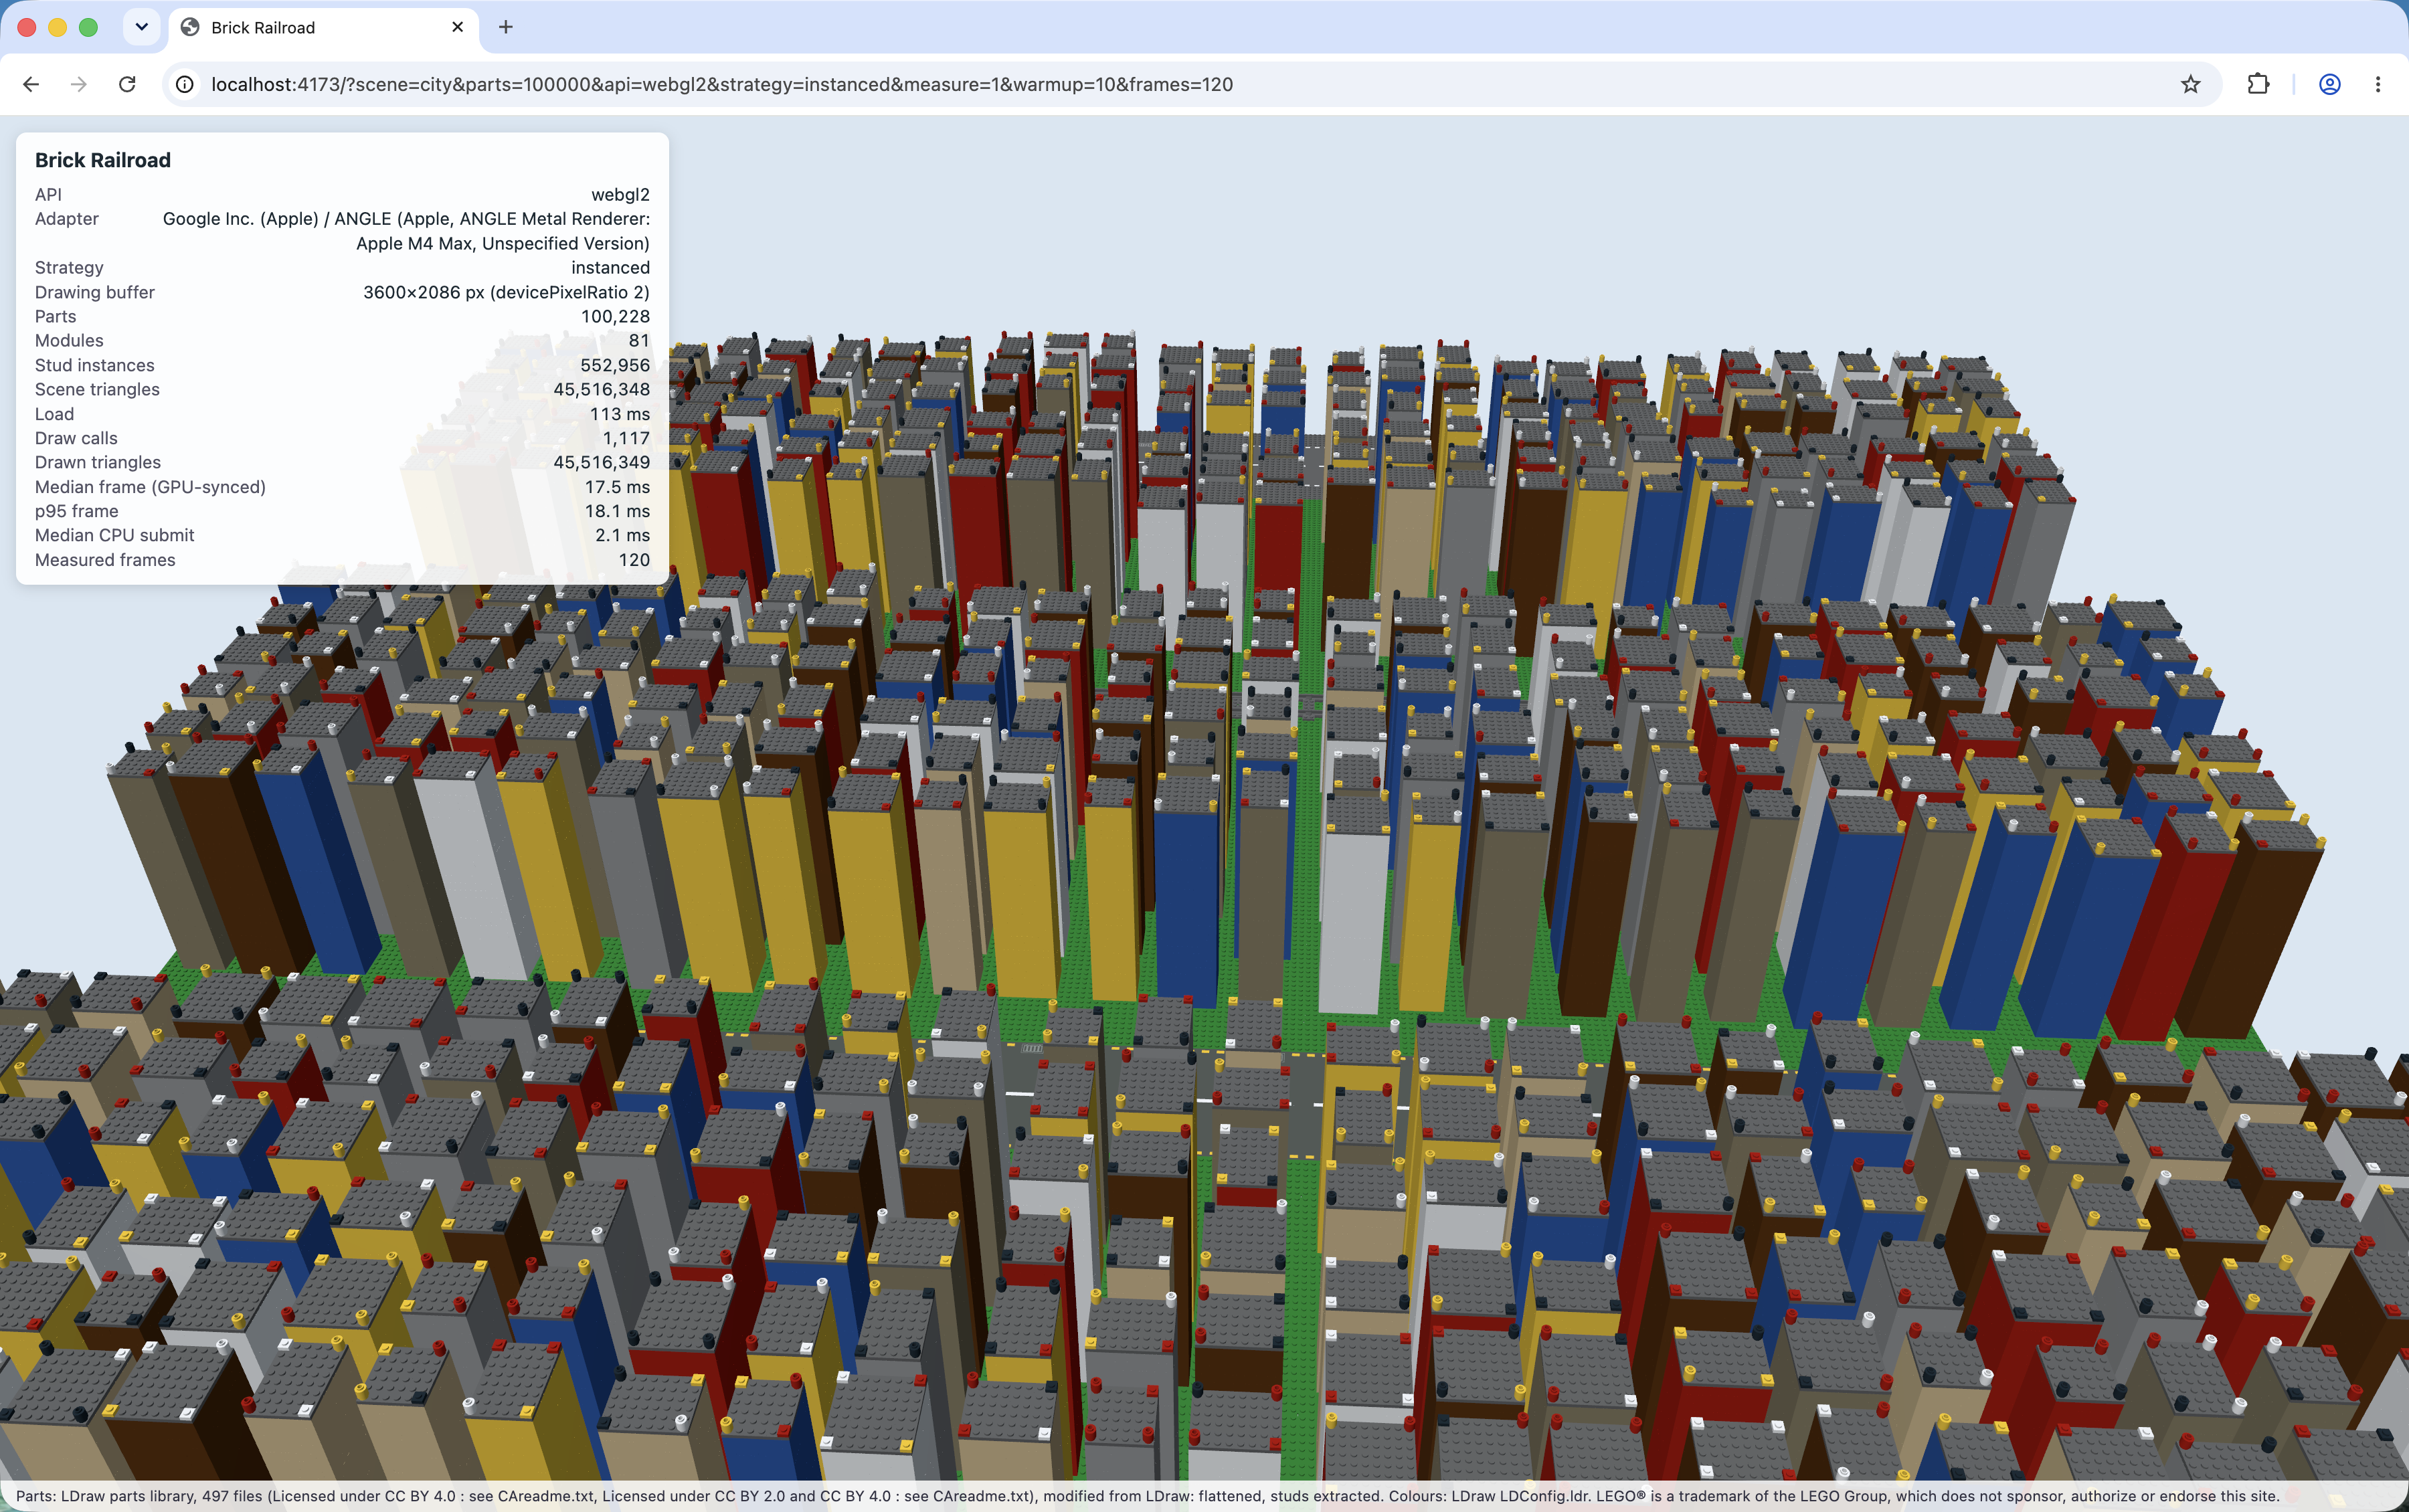 Brick Railroad
localhost:4173/?scene=city&parts=100000&api=webgl2&strategy=instanced&measure=1&warmup=10&frames=120
Brick Railroad
API webgl2
Adapter Google Inc. (Apple) / ANGLE (Apple, ANGLE Metal Renderer:
Apple M4 Max, Unspecified Version)
Strategy instanced
Drawing buffer 3600×2086 px (devicePixelRatio 2)
Parts 100,228
Modules 81
Stud instances 552,956
Scene triangles 45,516,348
Load 113 ms
Draw calls 1,117
Drawn triangles 45,516,349
Median frame (GPU-synced) 17.5 ms
p95 frame 18.1 ms
Median CPU submit 2.1 ms
Measured frames 120
Parts: LDraw parts library, 497 files (Licensed under CC BY 4.0 : see CAreadme.txt, Licensed under CC BY 2.0 and CC BY 4.0 : see CAreadme.txt), modified from LDraw: flattened, studs extracted. Colours: LDraw LDConfig.ldr. LEGO® is a trademark of the LEGO Group, which does not sponsor, authorize or endorse this site.